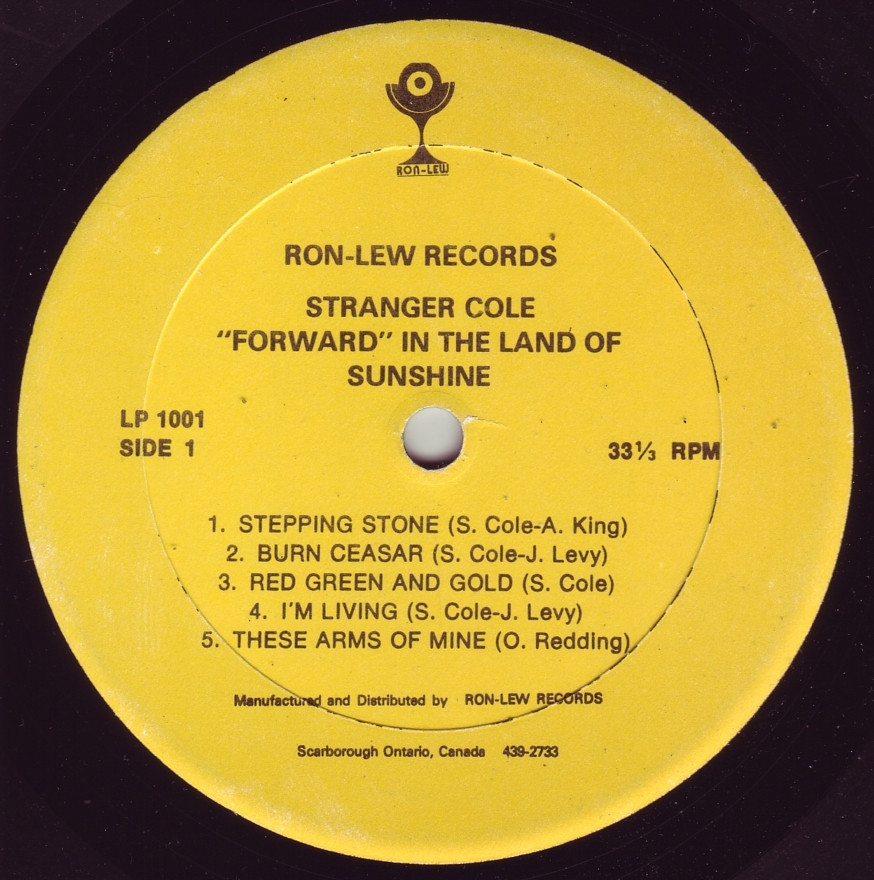 RON-LEW
RON-LEW RECORDS
STRANGER COLE
"FORWARD" IN THE LAND OF
SUNSHINE
LP 1001
SIDE 1
33⅓ RPM
1. STEPPING STONE (S. Cole-A. King)
2. BURN CEASAR (S. Cole-J. Levy)
3. RED GREEN AND GOLD (S. Cole)
4. I'M LIVING (S. Cole-J. Levy)
5. THESE ARMS OF MINE (O. Redding)
Manufactured and Distributed by RON-LEW RECORDS
Scarborough Ontario, Canada 439-2733